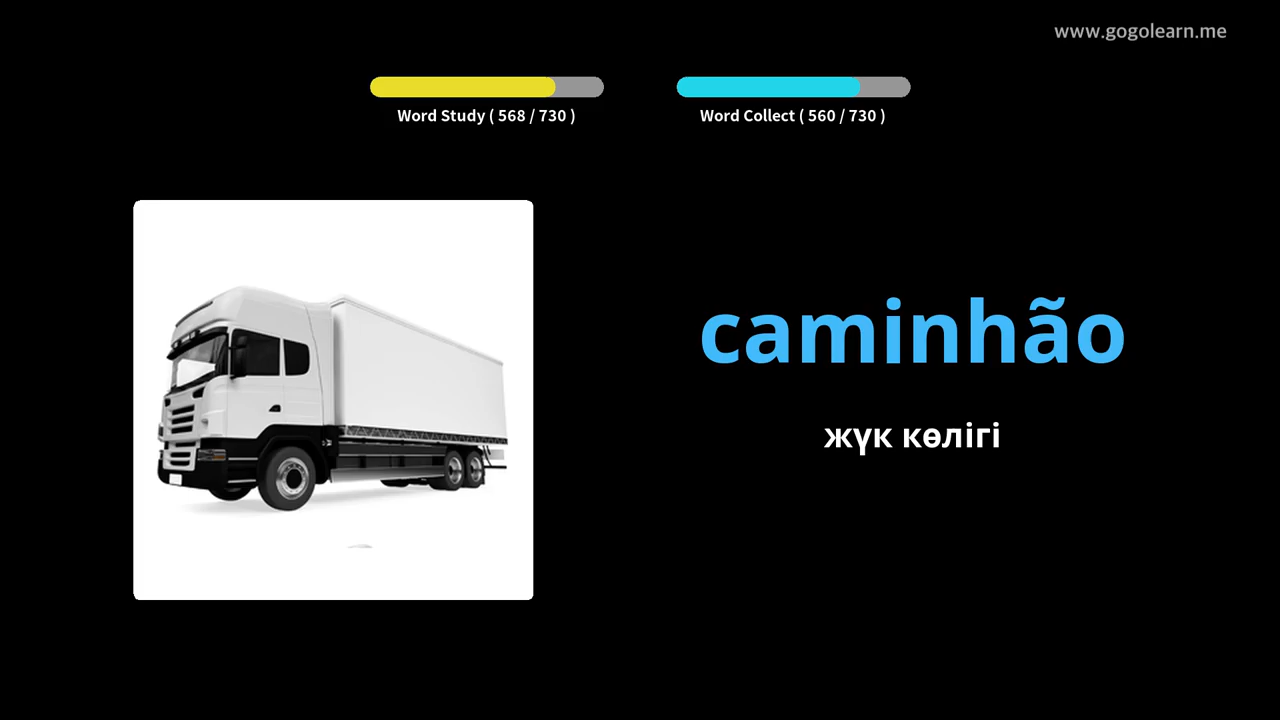 www.gogolearn.me
Word Study ( 568 / 730 )
Word Collect ( 560 / 730 )
caminhão
жүк көлігі